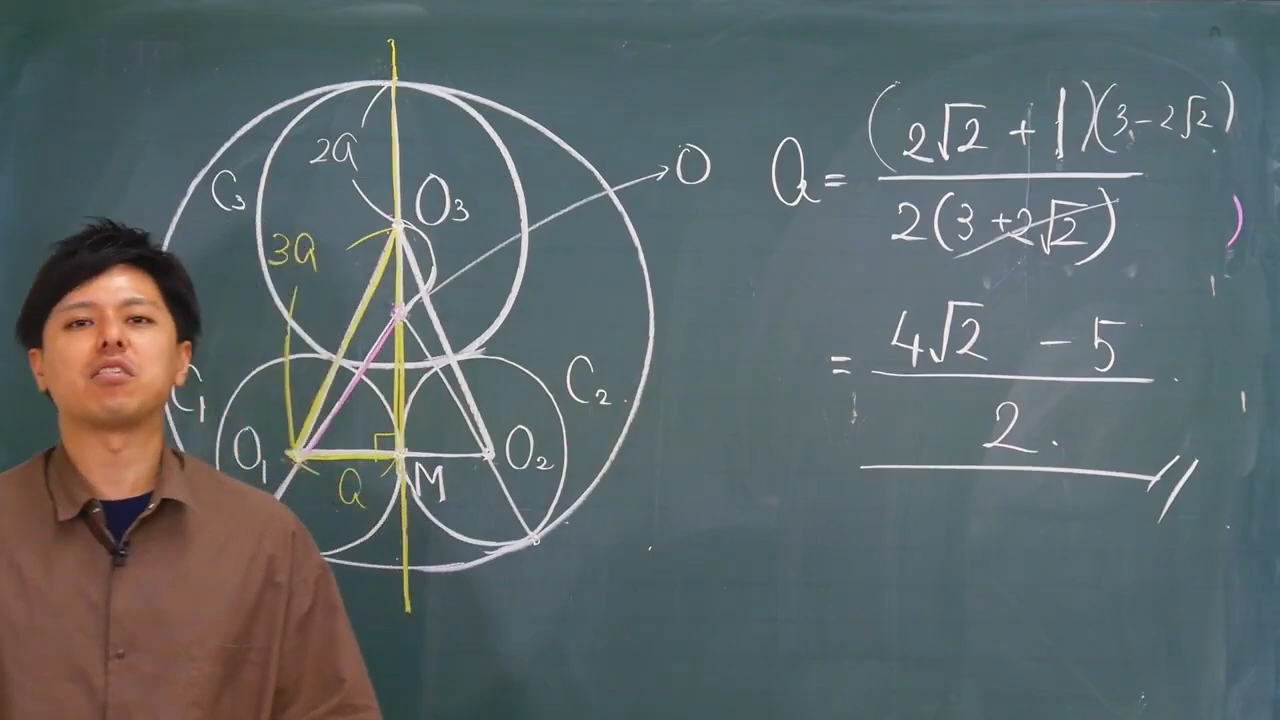 2a
C₃
O₃
O
3a
C₁
C₂
O₁
O₂
a
M
a = (2√2 + 1)(3 - 2√2)
2(3 + 2√2)
= 4√2 - 5
2